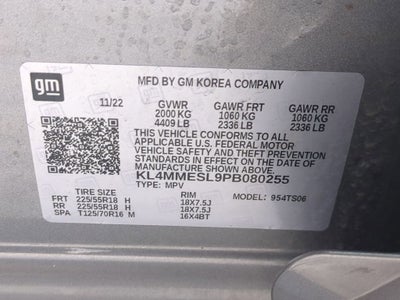 gm
MFD BY GM KOREA COMPANY
11/22 GVWR GAWR FRT GAWR RR
2000 KG 1060 KG 1060 KG
4409 LB 2336 LB 2336 LB
THIS VEHICLE CONFORMS TO ALL
APPLICABLE U.S. FEDERAL MOTOR
VEHICLE SAFETY AND THEFT PREVENTION
STANDARDS IN EFFECT ON THE DATE OF
MANUFACTURE SHOWN ABOVE.
KL4MMESL9PB080255
TYPE: MPV MODEL: 954TS06
TIRE SIZE RIM
FRT 225/55R18 H 18X7.5J
RR 225/55R18 H 18X7.5J
SPA T125/70R16 M 16X4BT